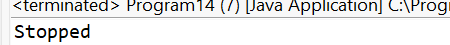 <terminated> Program14 (7) [Java Application] C:\Prog
Stopped